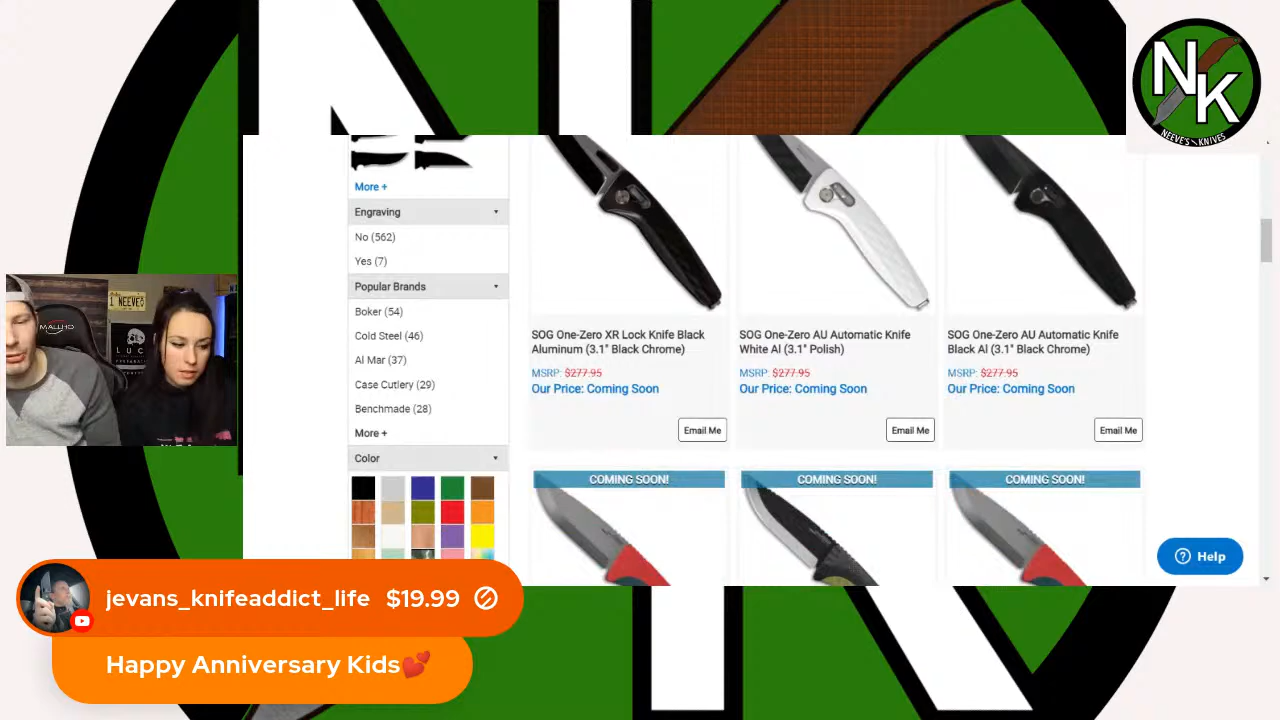 NK
NEEVE'S KNIVES
More +
Engraving
No (562)
Yes (7)
Popular Brands
Boker (54)
Cold Steel (46)
Al Mar (37)
Case Cutlery (29)
Benchmade (28)
More +
Color
SOG One-Zero XR Lock Knife Black
Aluminum (3.1" Black Chrome)
MSRP: $277.95
Our Price: Coming Soon
Email Me
SOG One-Zero AU Automatic Knife
White Al (3.1" Polish)
MSRP: $277.95
Our Price: Coming Soon
Email Me
SOG One-Zero AU Automatic Knife
Black Al (3.1" Black Chrome)
MSRP: $277.95
Our Price: Coming Soon
Email Me
COMING SOON!
COMING SOON!
COMING SOON!
Help
MALLHO
1 NEEVES
LUC
jevans_knifeaddict_life $19.99
Happy Anniversary Kids💕